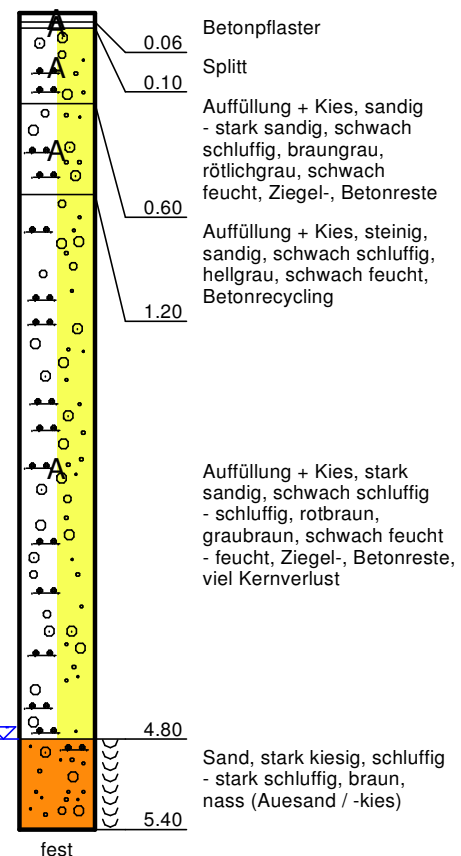 A
Betonpflaster
0.06
A
Splitt
0.10
Auffüllung + Kies, sandig
- stark sandig, schwach
schluffig, braungrau,
rötlichgrau, schwach
feucht, Ziegel-, Betonreste
A
0.60
Auffüllung + Kies, steinig,
sandig, schwach schluffig,
hellgrau, schwach feucht,
Betonrecycling
1.20
A
Auffüllung + Kies, stark
sandig, schwach schluffig
- schluffig, rotbraun,
graubraun, schwach feucht
- feucht, Ziegel-, Betonreste,
viel Kernverlust
4.80
Sand, stark kiesig, schluffig
- stark schluffig, braun,
nass (Auesand / -kies)
5.40
fest